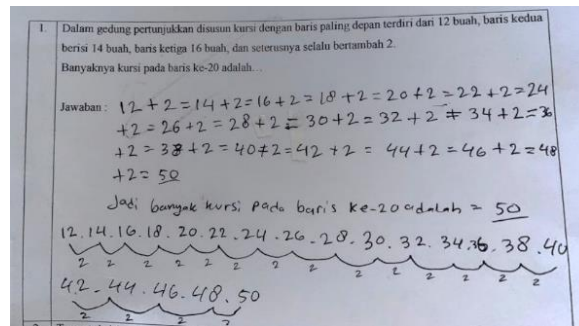 1. Dalam gedung pertunjukkan disusun kursi dengan baris paling depan terdiri dari 12 buah, baris kedua
berisi 14 buah, baris ketiga 16 buah, dan seterusnya selalu bertambah 2.
Banyaknya kursi pada baris ke-20 adalah...
Jawaban : 12 + 2 = 14 + 2 = 16 + 2 = 18 + 2 = 20 + 2 = 22 + 2 = 24
+2 = 26 + 2 = 28 + 2 = 30 + 2 = 32 + 2 = 34 + 2 = 36
+2 = 38 + 2 = 40 + 2 = 42 + 2 = 44 + 2 = 46 + 2 = 48
+2 = 50
Jadi banyak kursi pada baris ke-20 adalah = 50
12. 14. 16. 18. 20. 22. 24. 26. 28. 30. 32. 34. 36. 38. 40
2 2 2 2 2 2 2 2 2 2 2 2 2 2
42. 44. 46. 48. 50
2 2 2 2